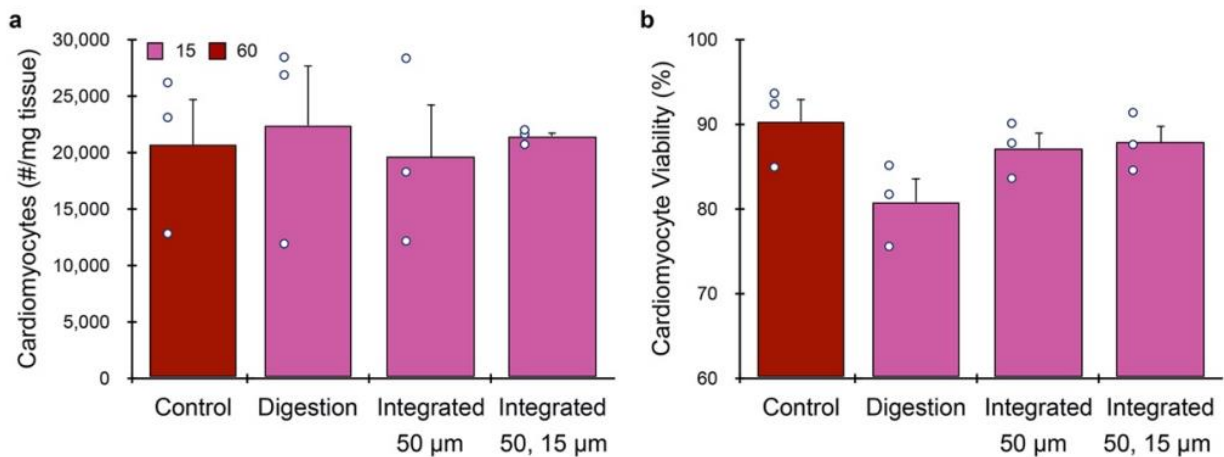 a
Cardiomyocytes (#/mg tissue)
30,000
25,000
20,000
15,000
10,000
5,000
0
15 60
Control Digestion Integrated Integrated
50 μm 50, 15 μm
b
Cardiomyocyte Viability (%)
100
90
80
70
60
Control Digestion Integrated Integrated
50 μm 50, 15 μm